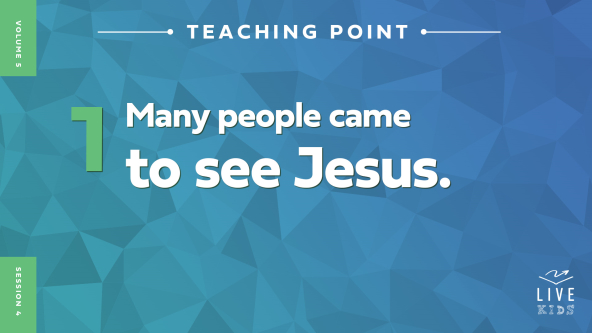 VOLUME 5
TEACHING POINT
1
Many people came
to see Jesus.
SESSION 4
LIVE
KIDS